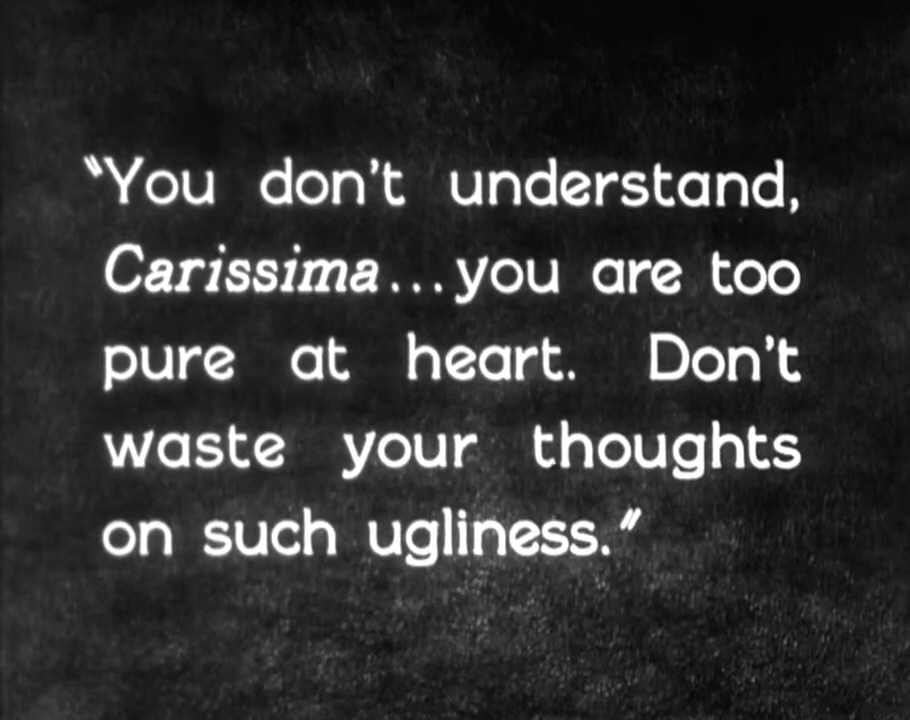 “You don’t understand,
Carissima...you are too
pure at heart. Don’t
waste your thoughts
on such ugliness.”